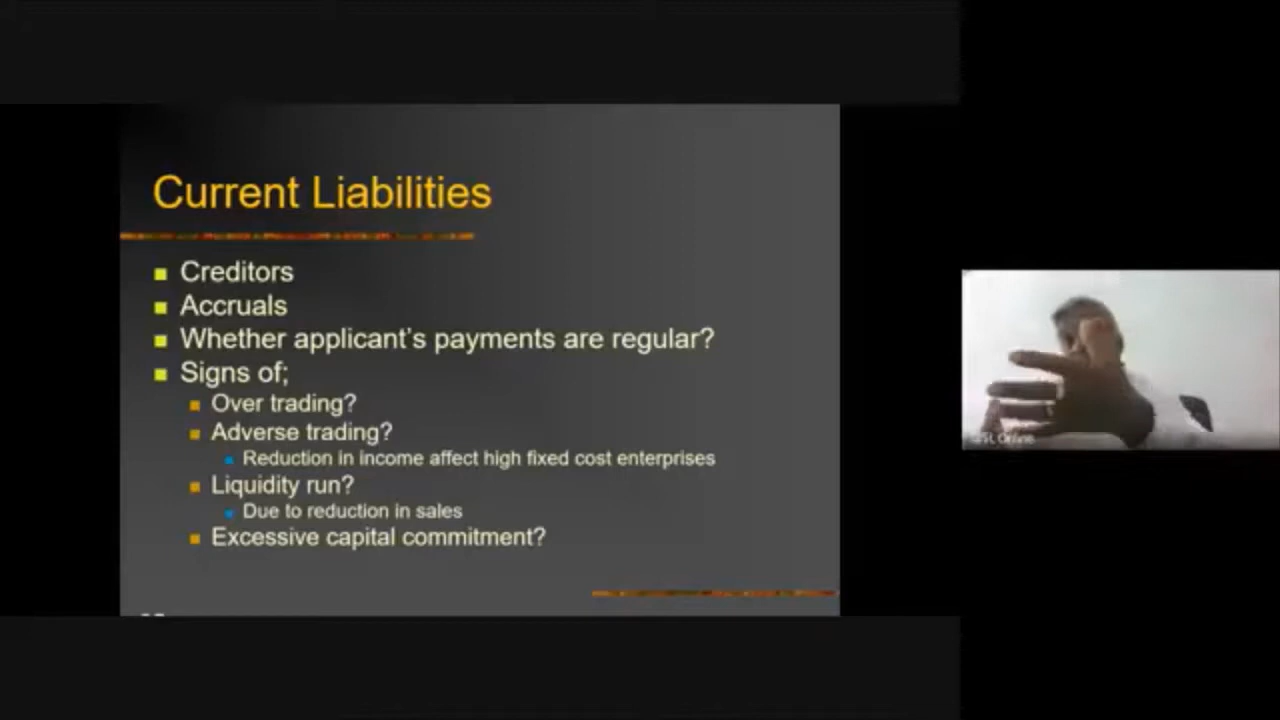 Current Liabilities
Creditors
Accruals
Whether applicant's payments are regular?
Signs of;
Over trading?
Adverse trading?
Reduction in income affect high fixed cost enterprises
Liquidity run?
Due to reduction in sales
Excessive capital commitment?
Online